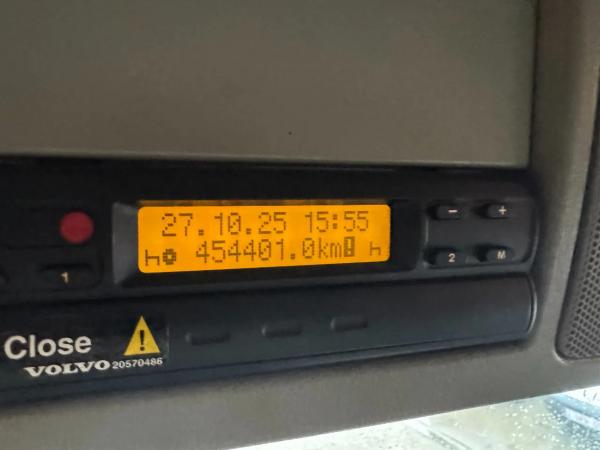 27.10.25 15:55
454401.0km
- +
1
2 M
Close
VOLVO 20570486